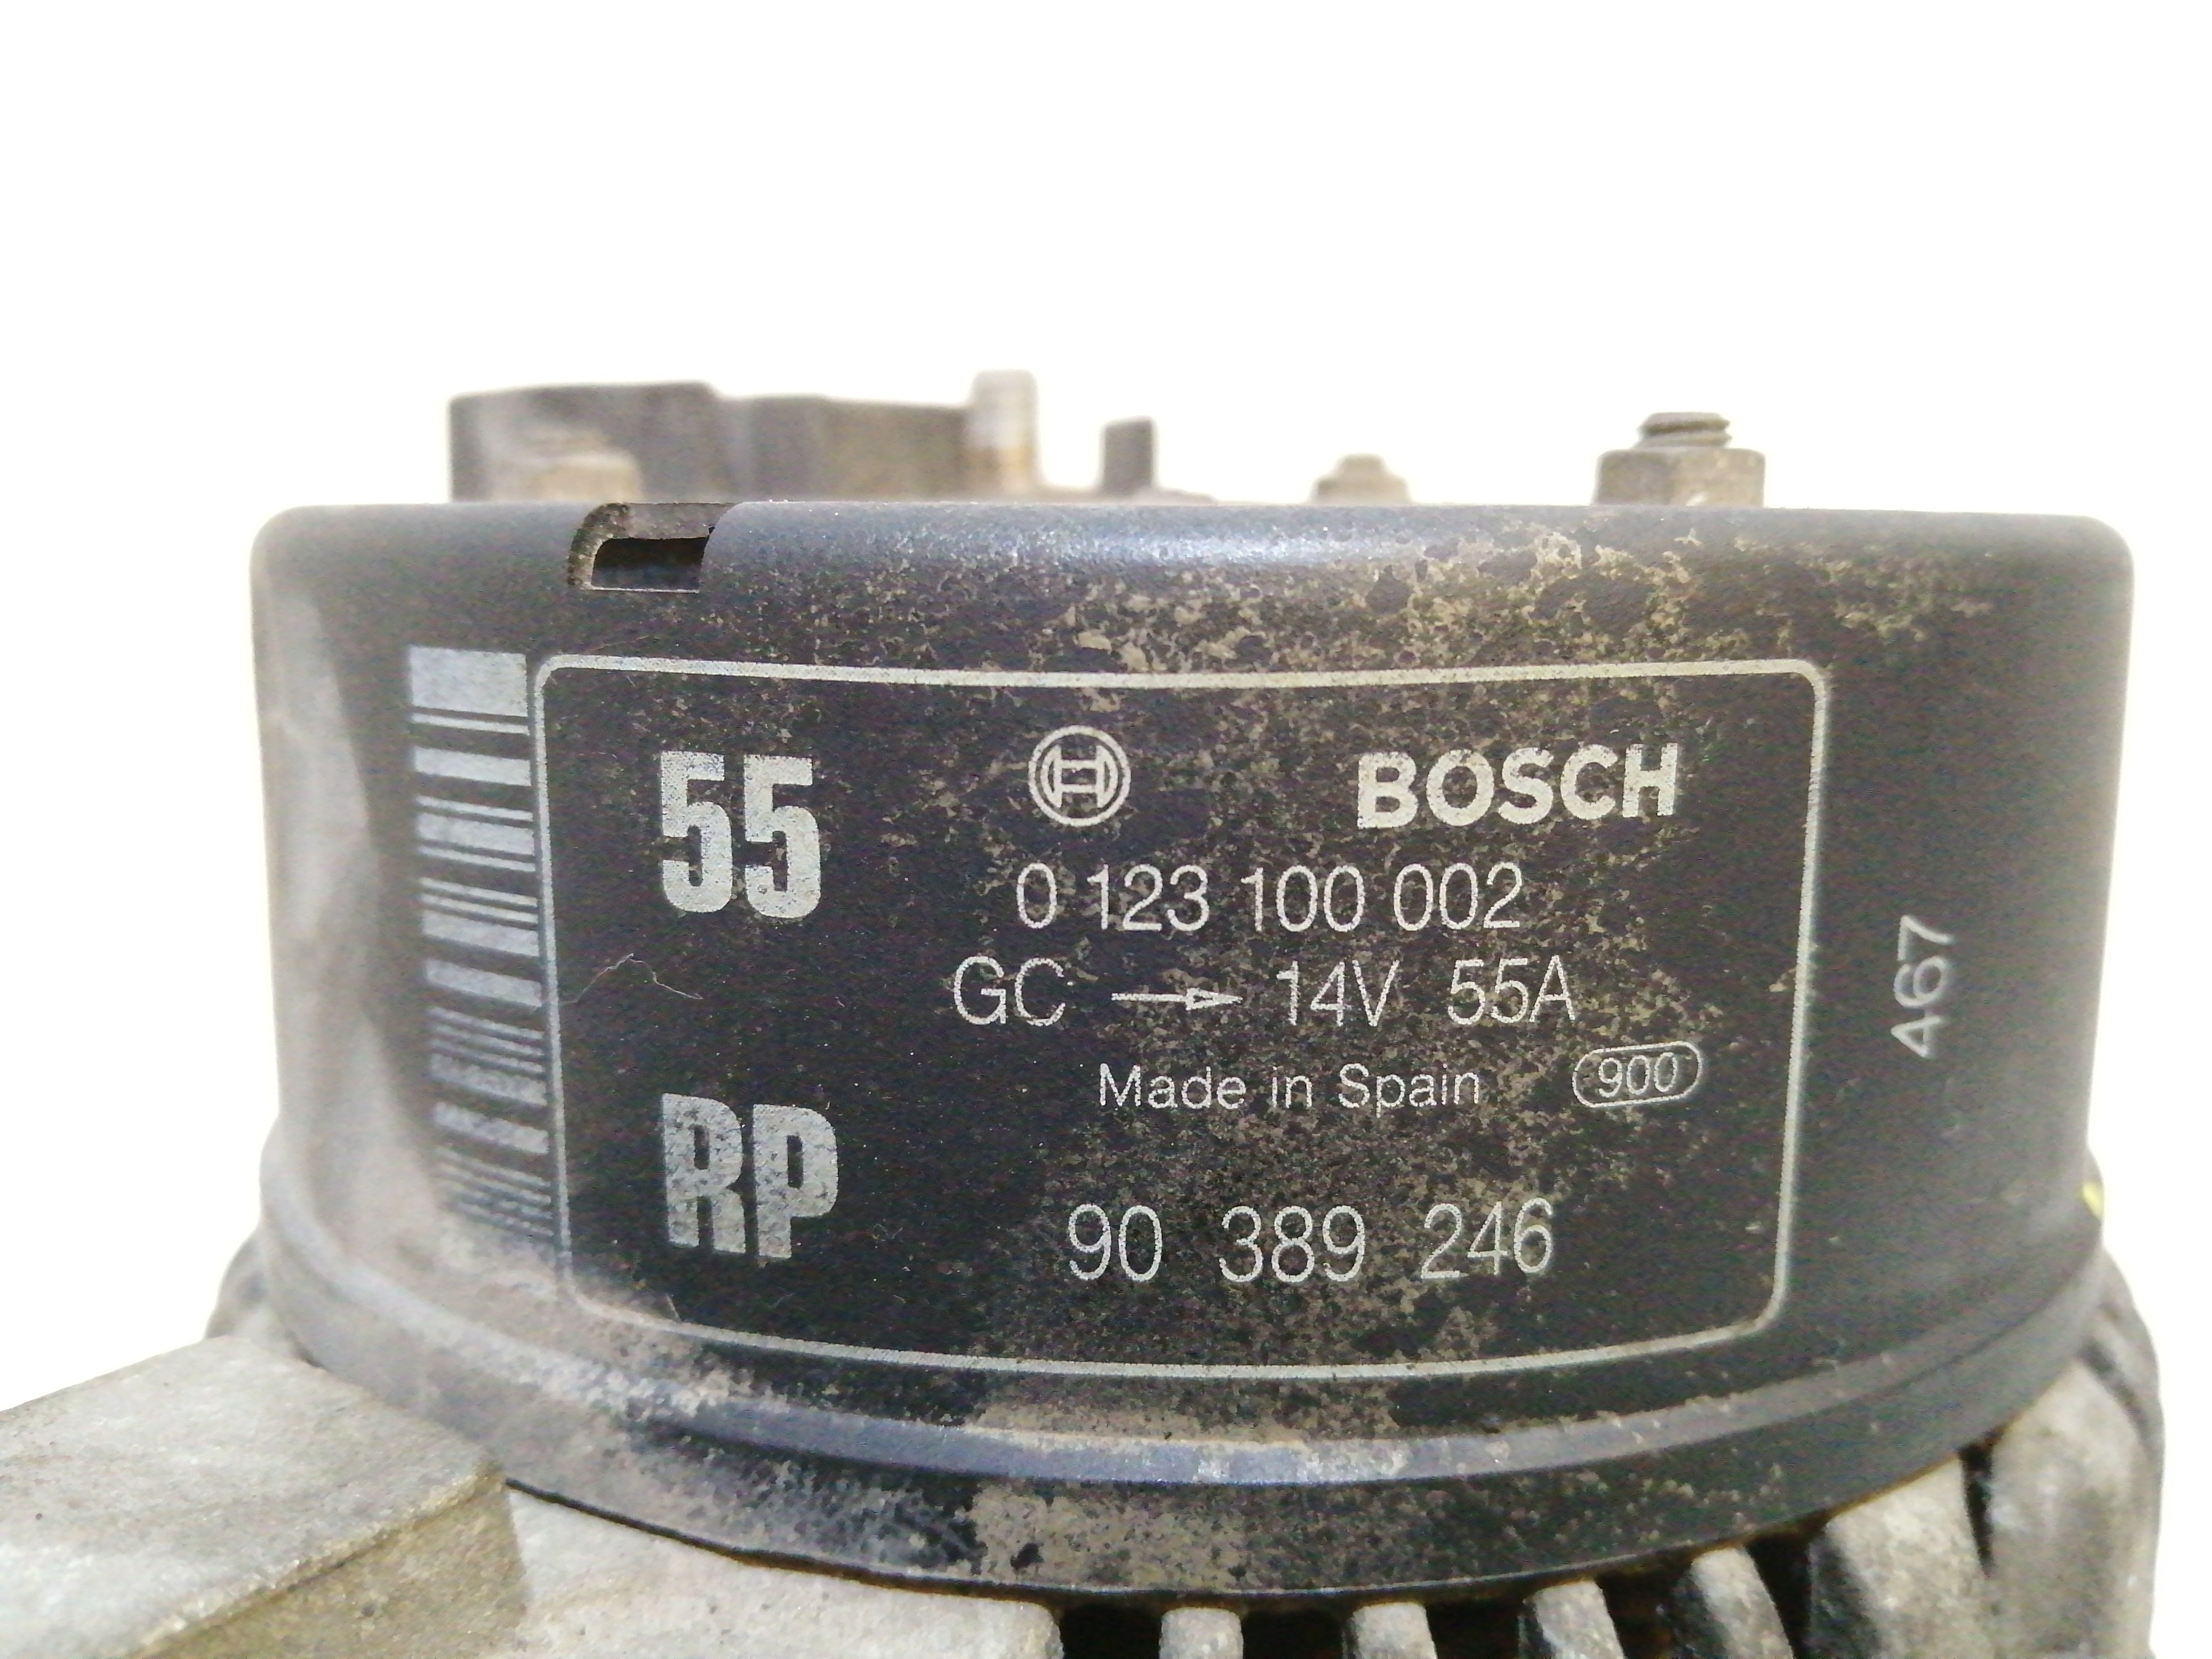 55 BOSCH
0 123 100 002
GC → 14V 55A
Made in Spain 900
RP 90 389 246
467